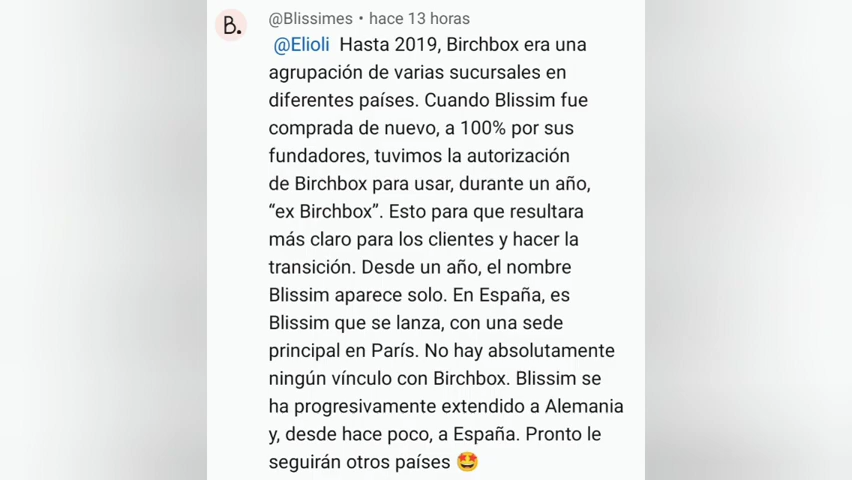 B.
@Blissimes • hace 13 horas
@Elioli Hasta 2019, Birchbox era una
agrupación de varias sucursales en
diferentes países. Cuando Blissim fue
comprada de nuevo, a 100% por sus
fundadores, tuvimos la autorización
de Birchbox para usar, durante un año,
“ex Birchbox”. Esto para que resultara
más claro para los clientes y hacer la
transición. Desde un año, el nombre
Blissim aparece solo. En España, es
Blissim que se lanza, con una sede
principal en París. No hay absolutamente
ningún vínculo con Birchbox. Blissim se
ha progresivamente extendido a Alemania
y, desde hace poco, a España. Pronto le
seguirán otros países 🤩